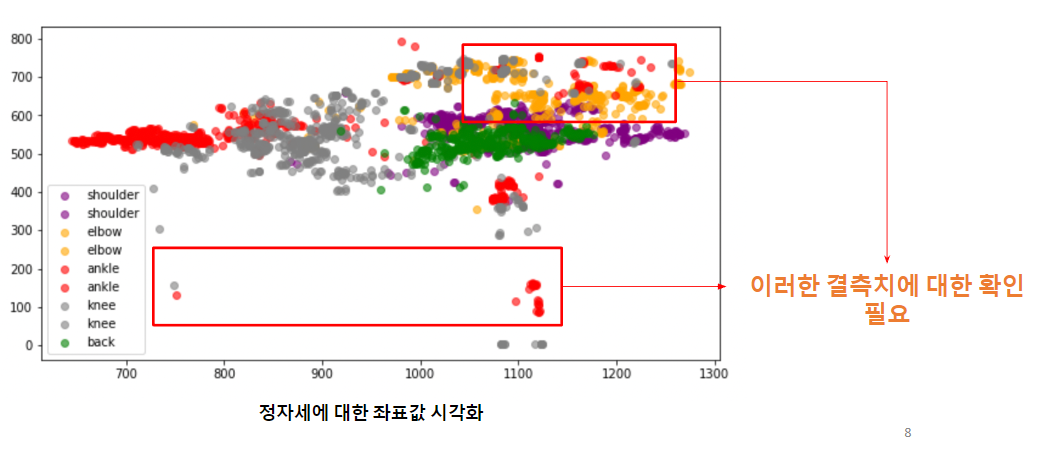 800
700
600
500
400
300
200
100
0
shoulder
shoulder
elbow
elbow
ankle
ankle
knee
knee
back
700
800
900
1000
1100
1200
1300
이러한 결측치에 대한 확인
필요
정자세에 대한 좌표값 시각화
8